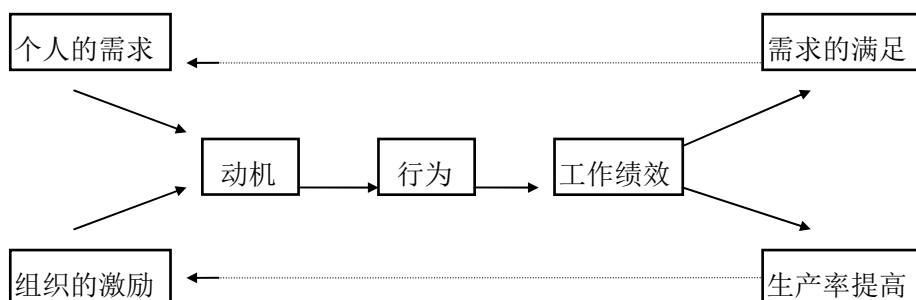 个人的需求 需求的满足
动机 行为 工作绩效
组织的激励 生产率提高